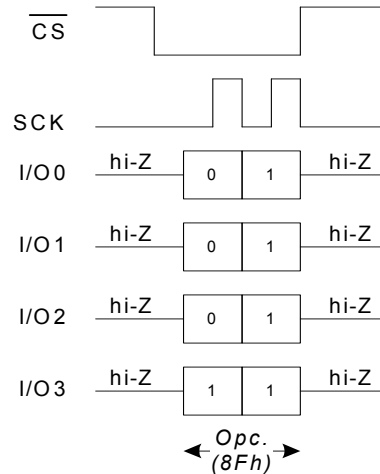 CS
SCK
I/O0 hi-Z 0 1 hi-Z
I/O1 hi-Z 0 1 hi-Z
I/O2 hi-Z 0 1 hi-Z
I/O3 hi-Z 1 1 hi-Z
Opc.
(8Fh)